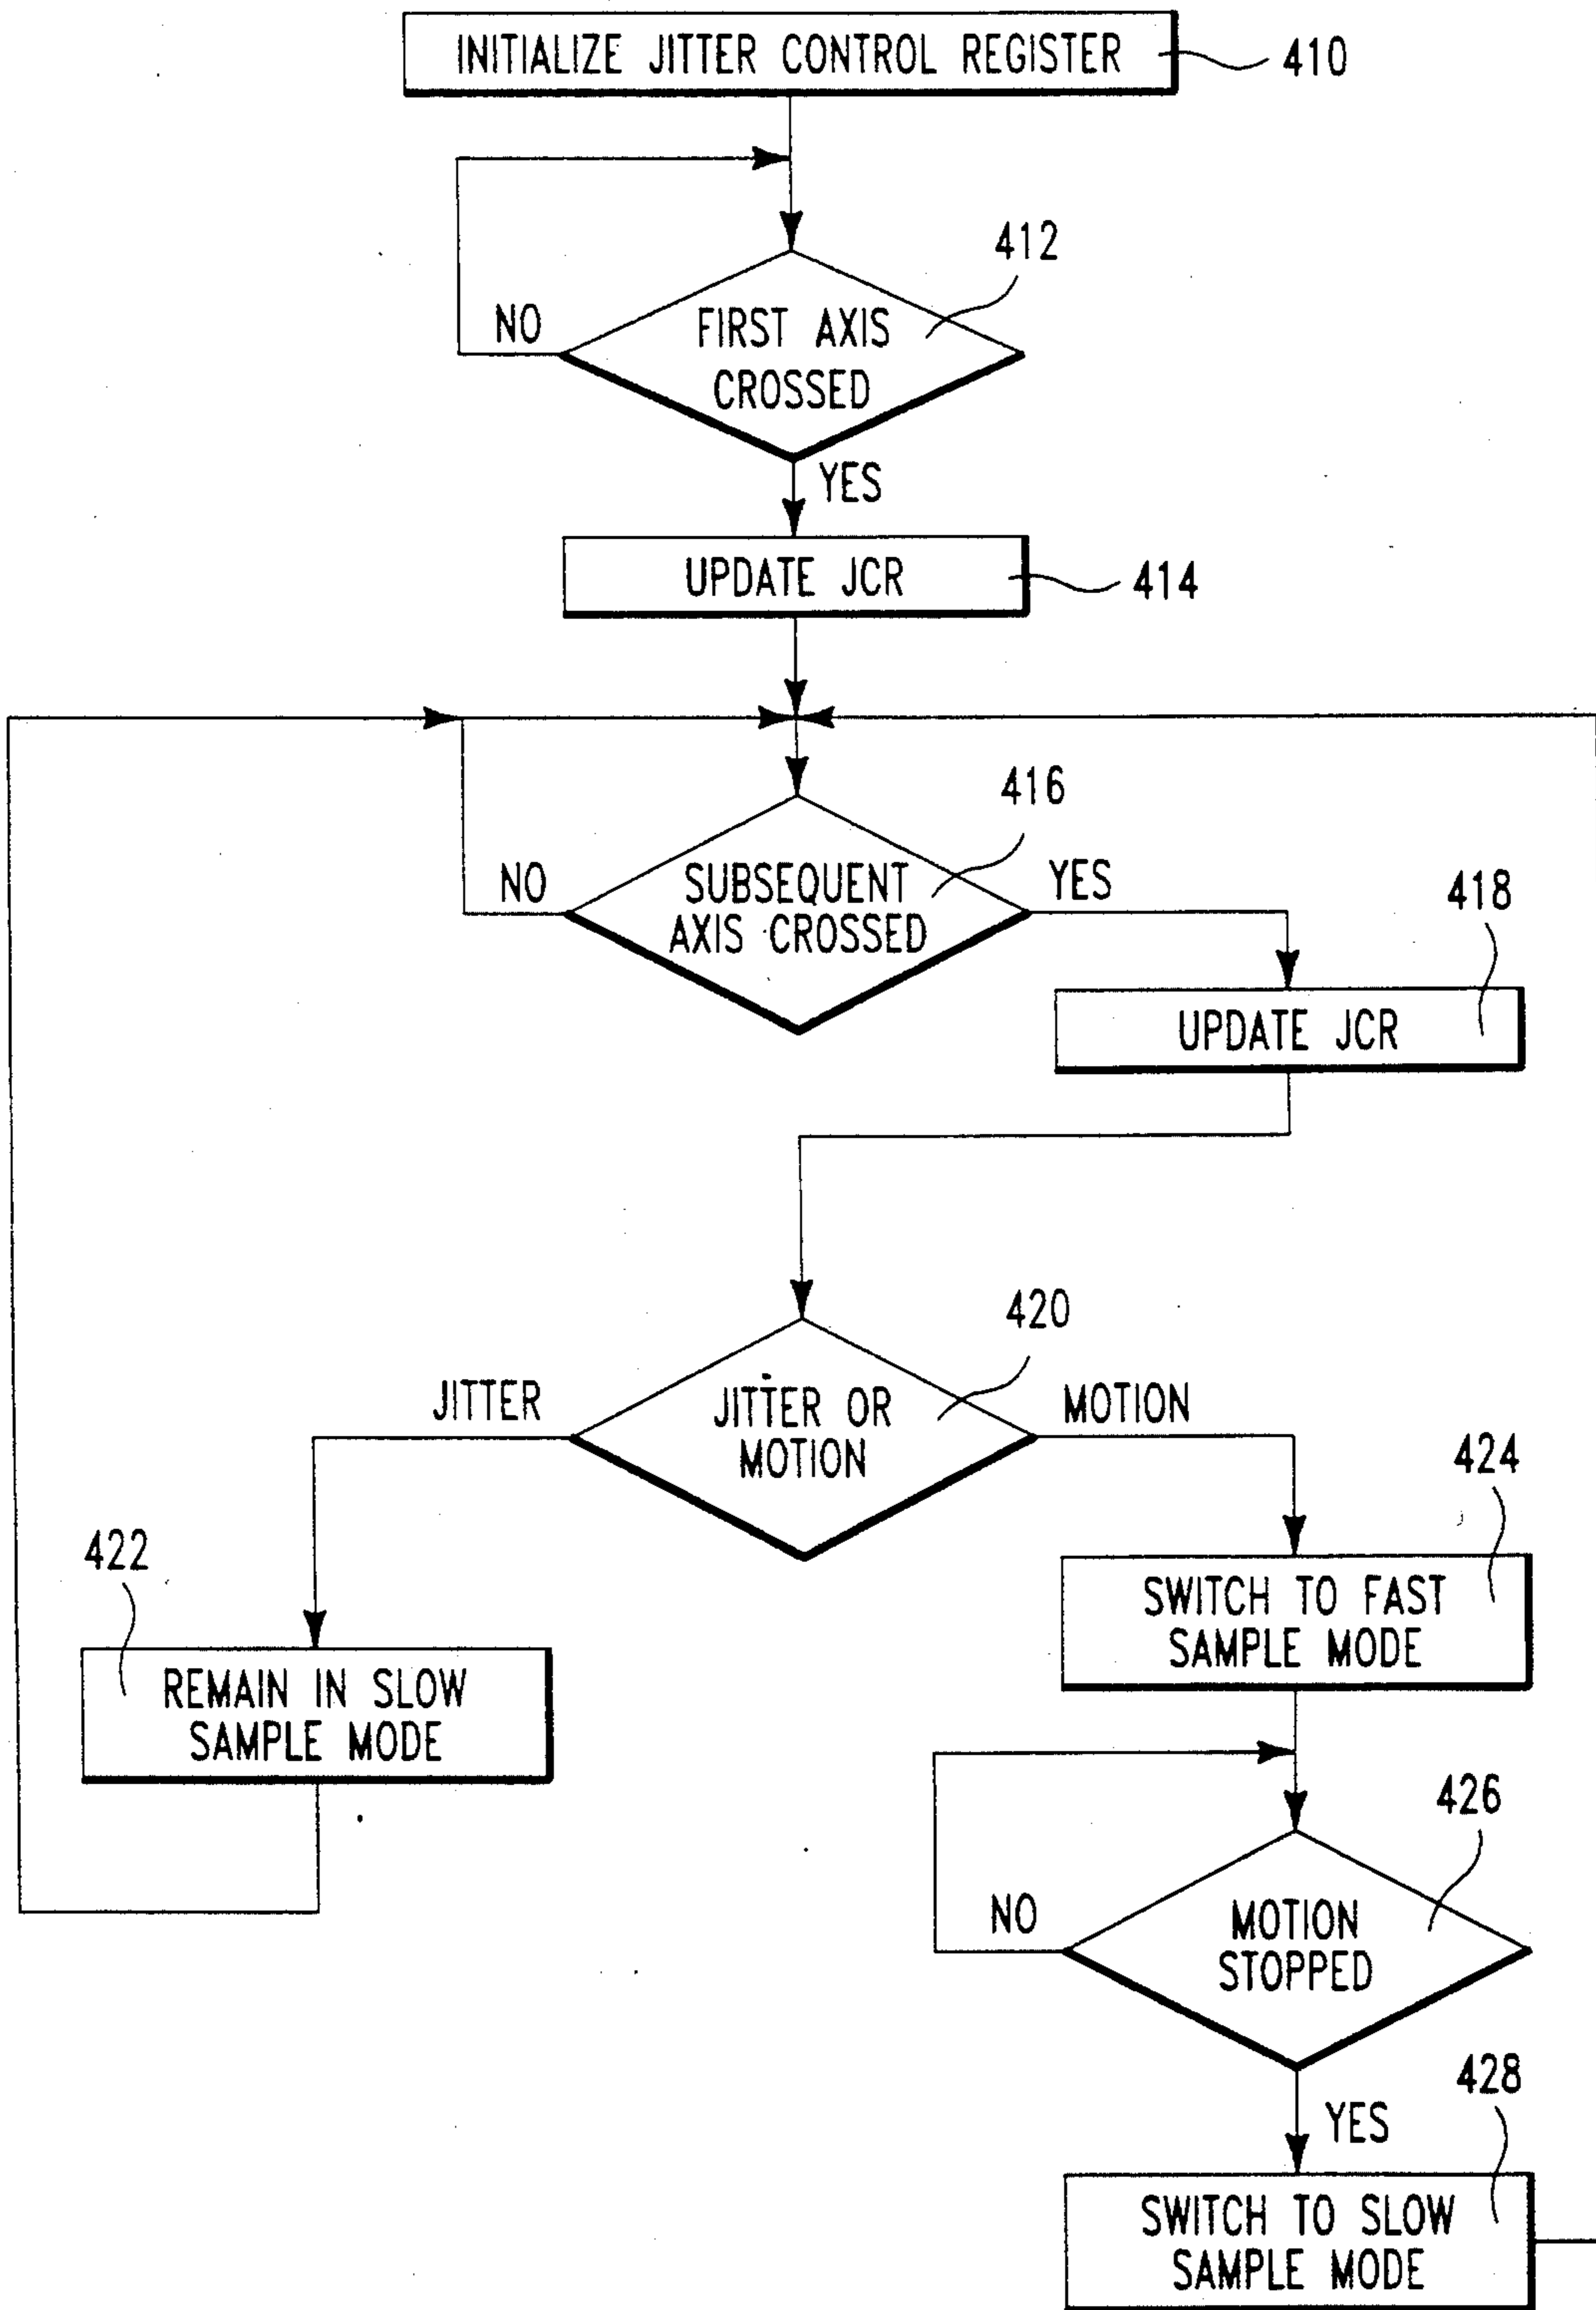 INITIALIZE JITTER CONTROL REGISTER
410
412
FIRST AXIS
CROSSED
NO
YES
UPDATE JCR
414
416
SUBSEQUENT
AXIS CROSSED
NO
YES
418
UPDATE JCR
420
JITTER OR
MOTION
JITTER
MOTION
422
REMAIN IN SLOW
SAMPLE MODE
424
SWITCH TO FAST
SAMPLE MODE
426
MOTION
STOPPED
NO
YES
428
SWITCH TO SLOW
SAMPLE MODE